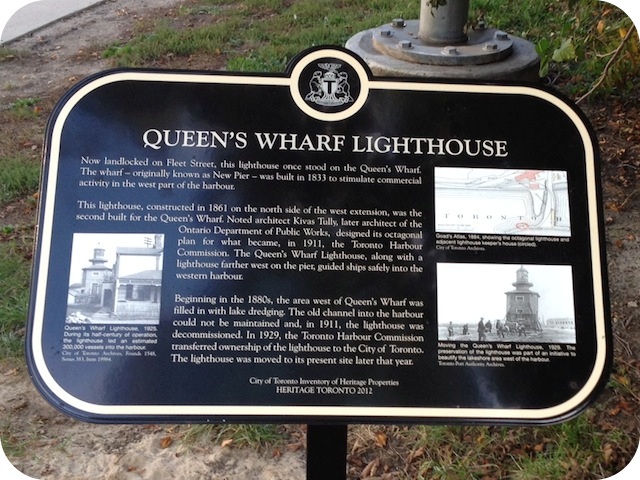 T
QUEEN'S WHARF LIGHTHOUSE
Now landlocked on Fleet Street, this lighthouse once stood on the Queen's Wharf.
The wharf – originally known as New Pier – was built in 1833 to stimulate commercial
activity in the west part of the harbour.
This lighthouse, constructed in 1861 on the north side of the west extension, was the
second built for the Queen's Wharf. Noted architect Kivas Tully, later architect of the
Ontario Department of Public Works, designed its octagonal
plan for what became, in 1911, the Toronto Harbour
Commission. The Queen's Wharf Lighthouse, along with a
lighthouse farther west on the pier, guided ships safely into the
western harbour.
Beginning in the 1880s, the area west of Queen's Wharf was
filled in with lake dredging. The old channel into the harbour
could not be maintained and, in 1911, the lighthouse was
decommissioned. In 1929, the Toronto Harbour Commission
transferred ownership of the lighthouse to the City of Toronto.
The lighthouse was moved to its present site later that year.
Queen's Wharf Lighthouse, 1925.
During its half-century of operation,
the lighthouse led an estimated
300,000 vessels into the harbour.
City of Toronto Archives, Fonds 1548,
Series 393, Item
TORONTO
Goad's Atlas, 1884, showing the octagonal lighthouse and
adjacent lighthouse keeper's house (circled).
City of Toronto Archives.
Moving the Queen's Wharf Lighthouse, 1929. The
preservation of the lighthouse was part of an initiative to
beautify the lakeshore area west of the harbour.
Toronto Port Authority Archives.
City of Toronto Inventory of Heritage Properties
HERITAGE TORONTO 2012